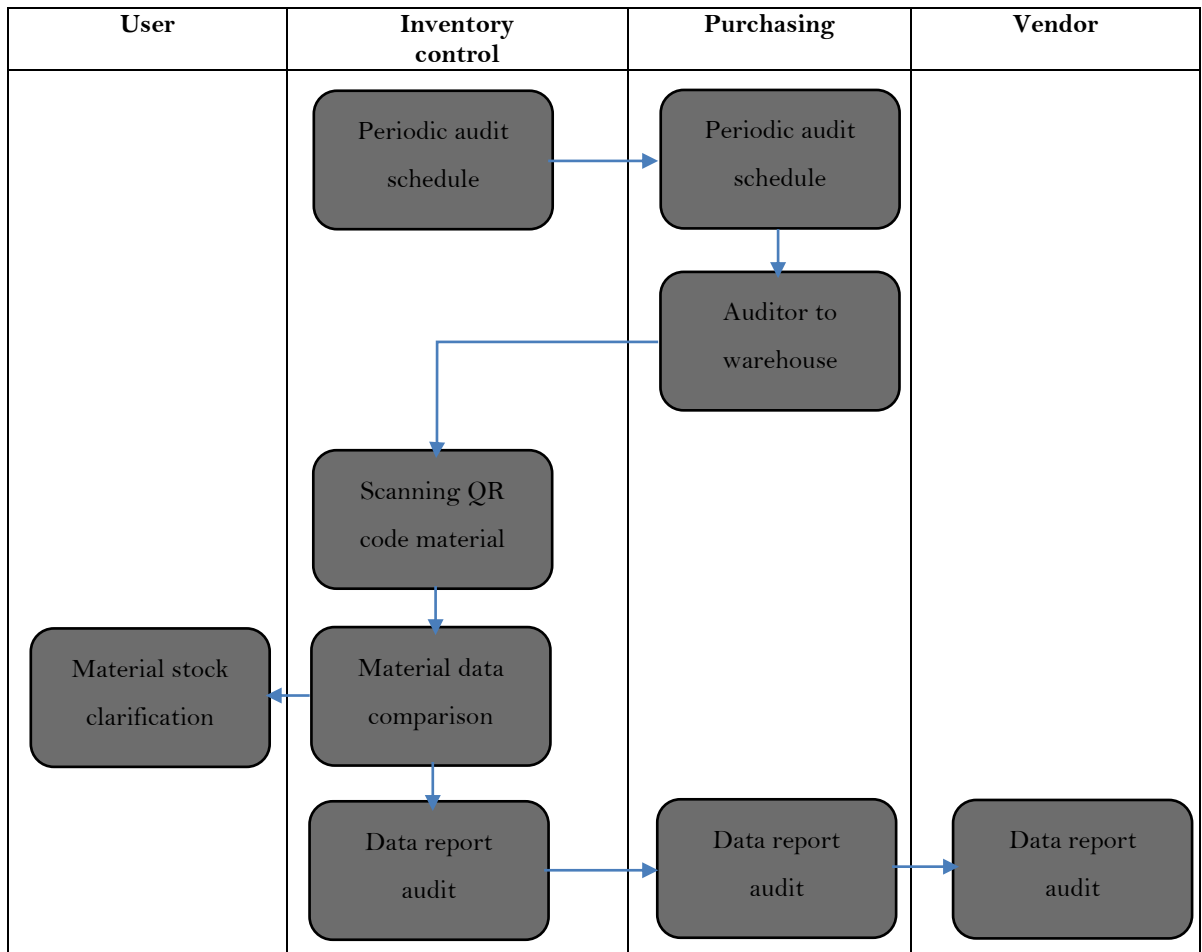 User
Inventory
control
Purchasing
Vendor
Periodic audit
schedule
Periodic audit
schedule
Auditor to
warehouse
Scanning QR
code material
Material stock
clarification
Material data
comparison
Data report
audit
Data report
audit
Data report
audit